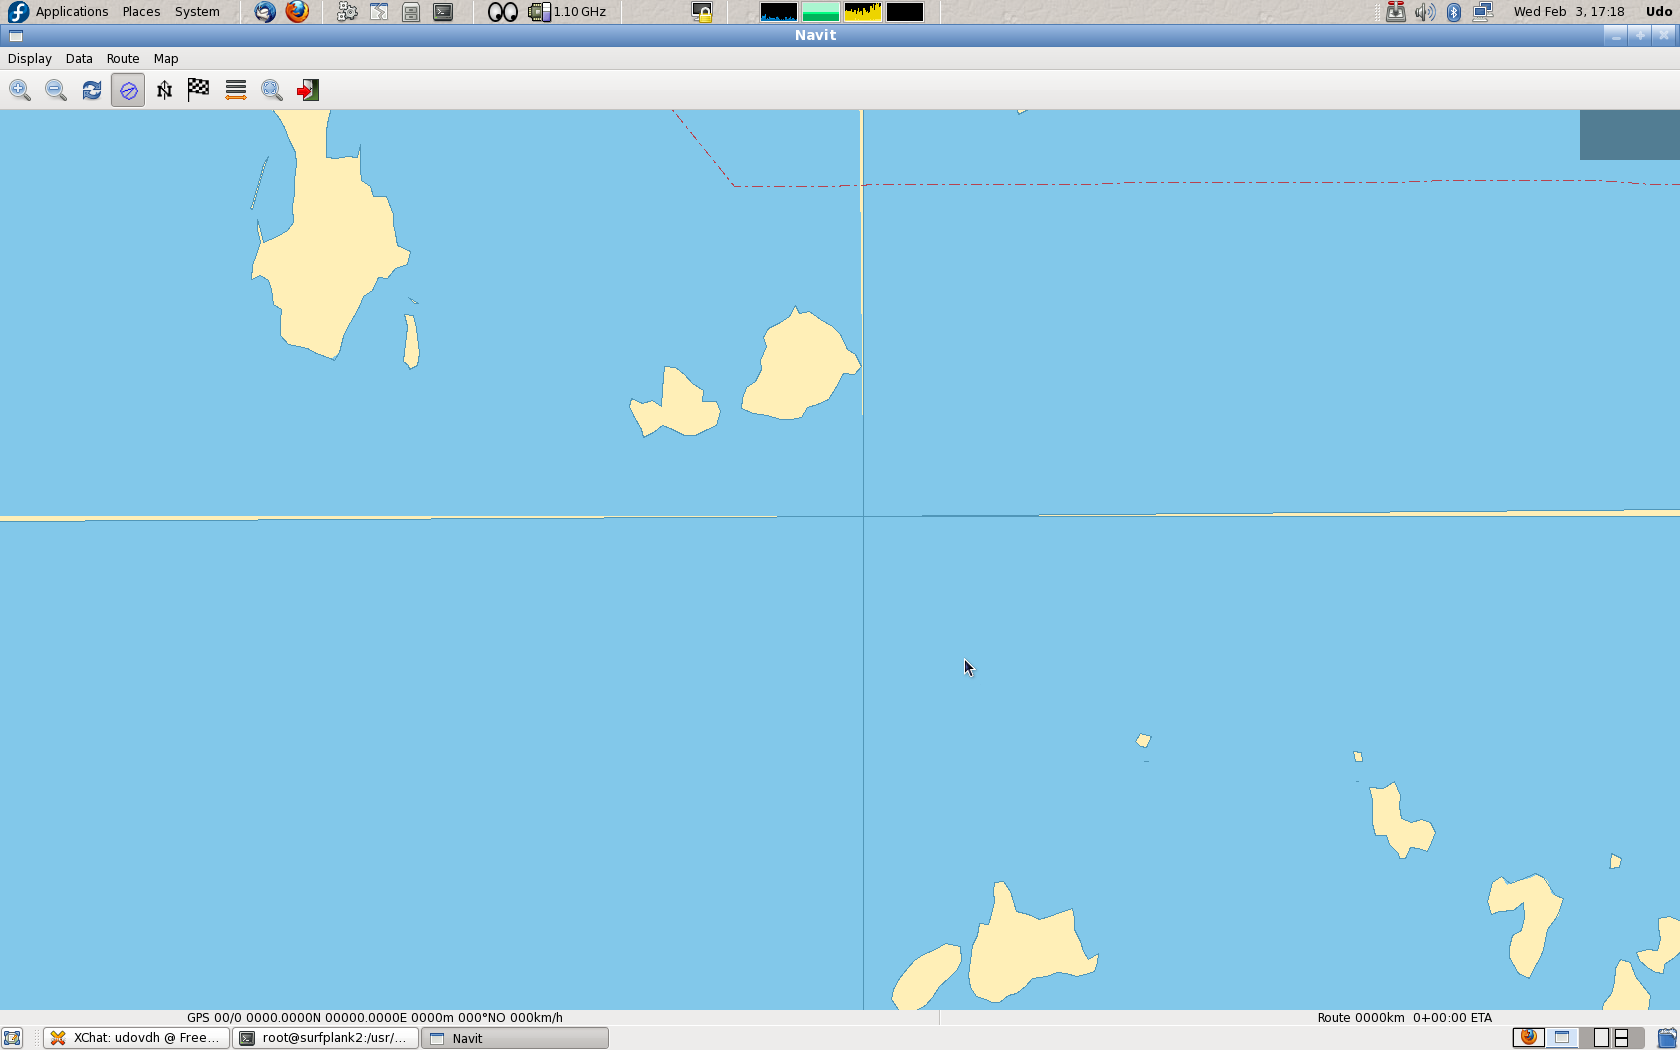 Applications Places System 1.10 GHz Wed Feb 3, 17:18 Udo
Navit
Display Data Route Map
GPS 00/0 0000.0000N 00000.0000E 0000m 000°NO 000km/h Route 0000km 0+00:00 ETA
XChat: udovdh @ Free... root@surfplank2:/usr/... Navit